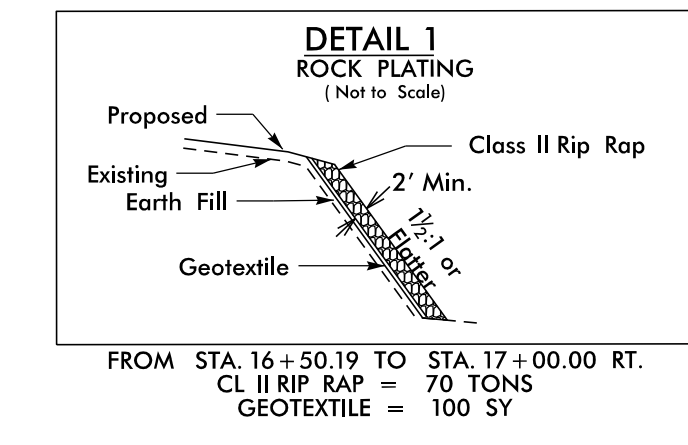 DETAIL 1
ROCK PLATING
( Not to Scale)
Proposed
Class II Rip Rap
Existing
2' Min.
Earth Fill
1½:1 or
Flatter
Geotextile
FROM STA. 16+50.19 TO STA. 17+00.00 RT.
CL II RIP RAP = 70 TONS
GEOTEXTILE = 100 SY